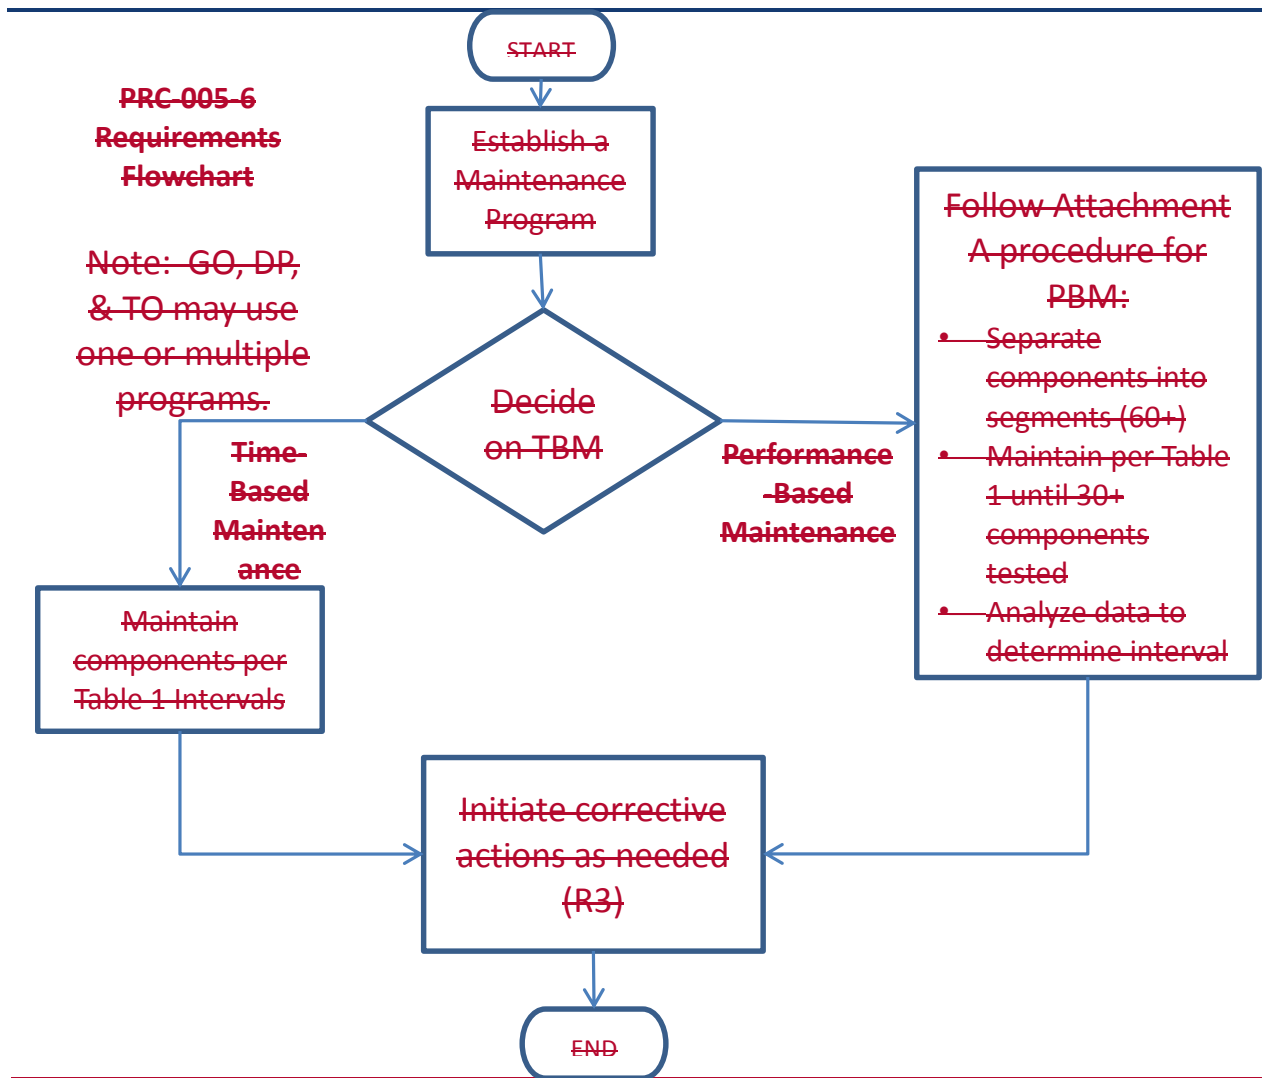 START
PRC-005-6
Requirements
Flowchart
Note: GO, DP,
& TO may use
one or multiple
programs.
Establish a
Maintenance
Program
Decide
on TBM
Time-
Based
Mainten
ance
Performance
-Based
Maintenance
Follow Attachment
A procedure for
PBM:
• Separate
components into
segments (60+)
• Maintain per Table
1 until 30+
components
tested
• Analyze data to
determine interval
Maintain
components per
Table 1 Intervals
Initiate corrective
actions as needed
(R3)
END